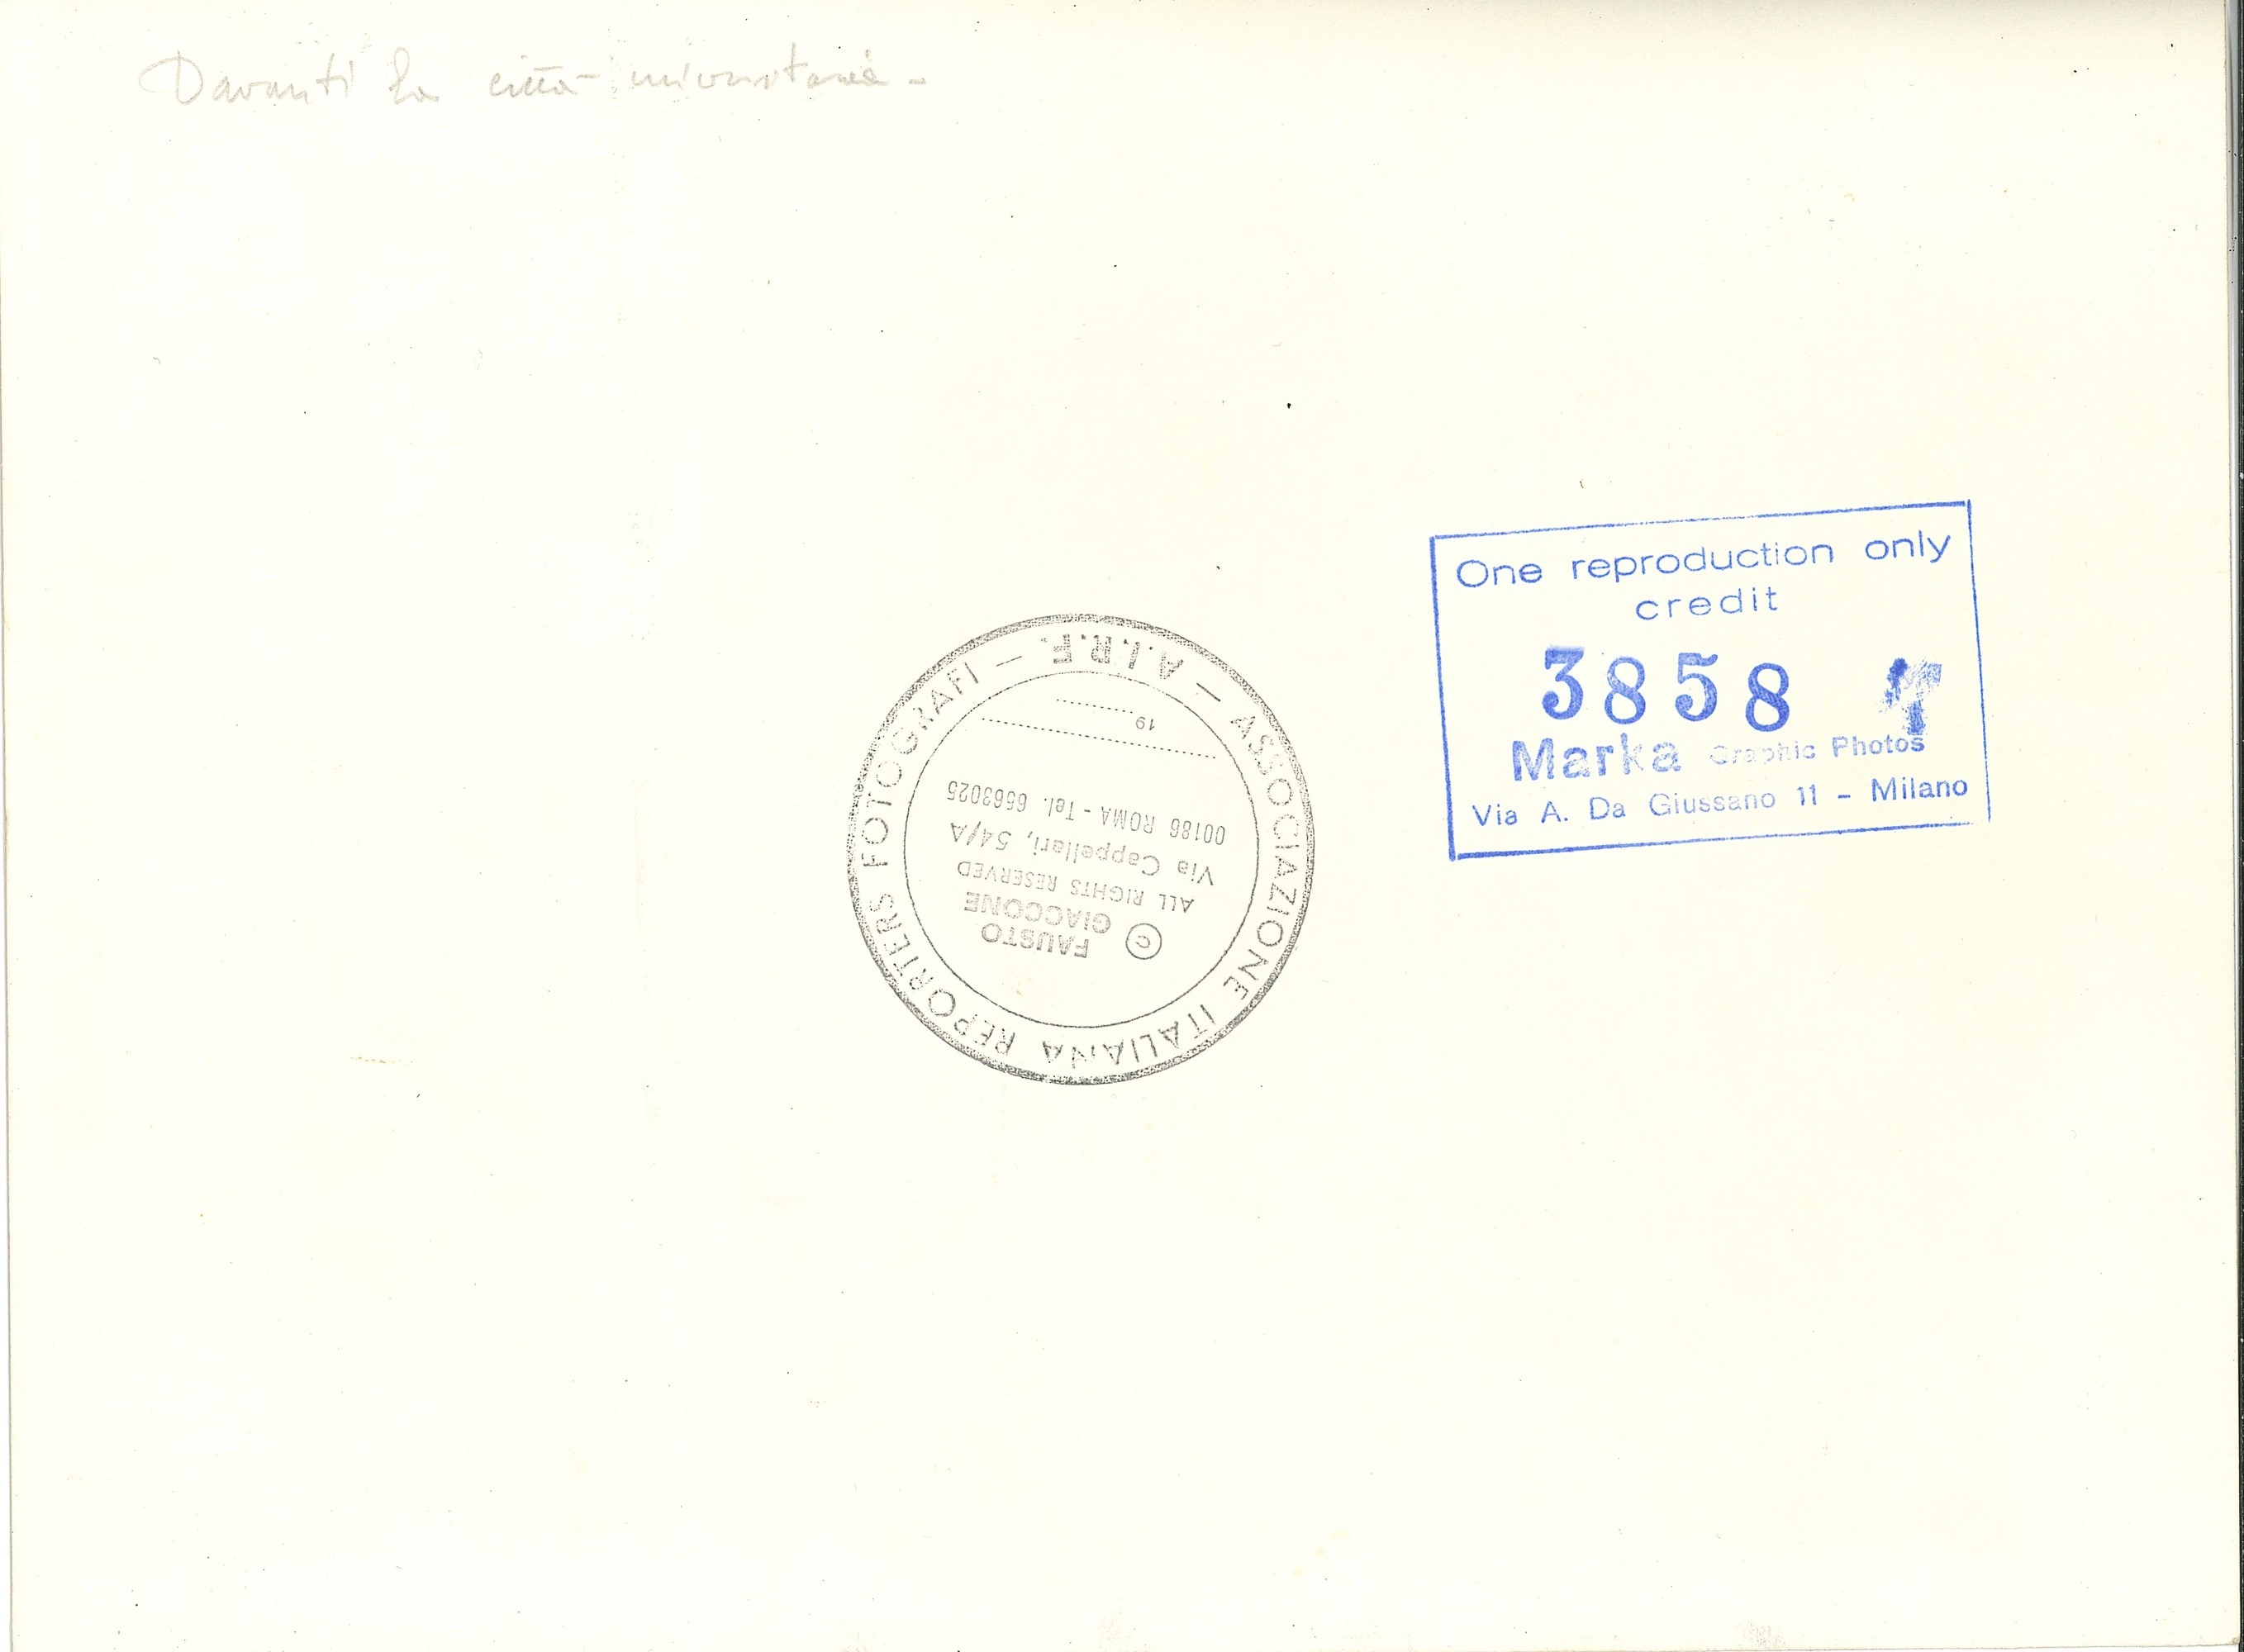 Davanti la città universitaria -
One reproduction only
credit
3858
Marka Graphic Photos
Via A. Da Giussano 11 - Milano
A.I.R.F. — ASSOCIAZIONE ITALIANA REPORTERS FOTOGRAFI —
© FAUSTO
GIACCONE
ALL RIGHTS RESERVED
Via Cappellari, 54/A
00186 ROMA - Tel. 6563025
19